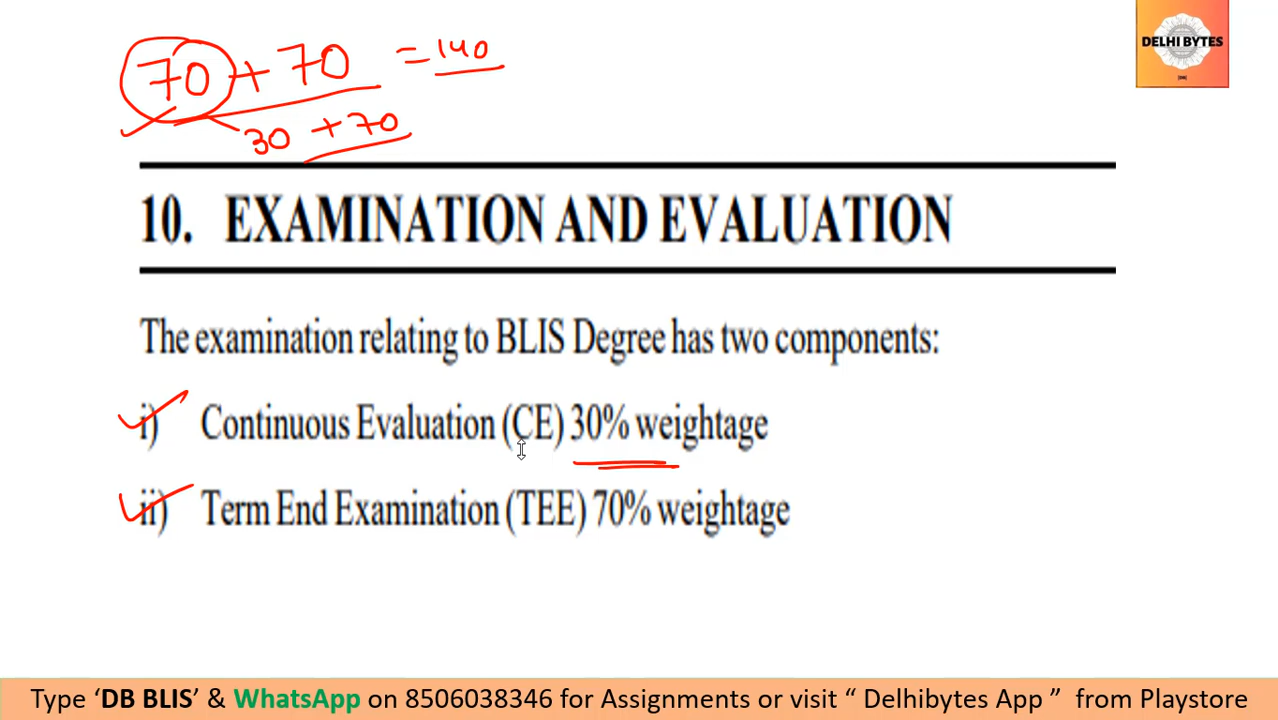 70 + 70 = 140
30 + 70
DELHI BYTES
[DB]
10. EXAMINATION AND EVALUATION
The examination relating to BLIS Degree has two components:
i) Continuous Evaluation (CE) 30% weightage
ii) Term End Examination (TEE) 70% weightage
Type ‘DB BLIS’ & WhatsApp on 8506038346 for Assignments or visit “ Delhibytes App ” from Playstore